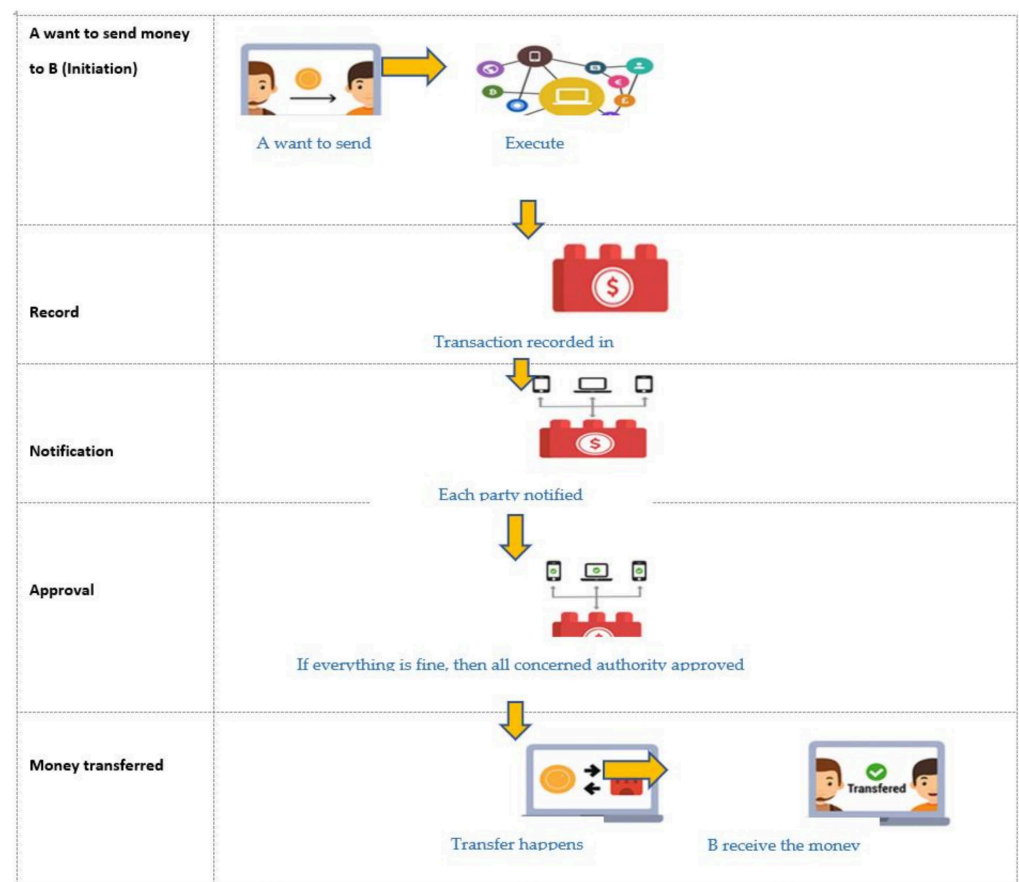 A want to send money
to B (Initiation)
A want to send
Execute
Record
$
Transaction recorded in
Notification
$
Each party notified
Approval
$
If everything is fine, then all concerned authority approved
Money transferred
Transfered
Transfer happens
B receive the money